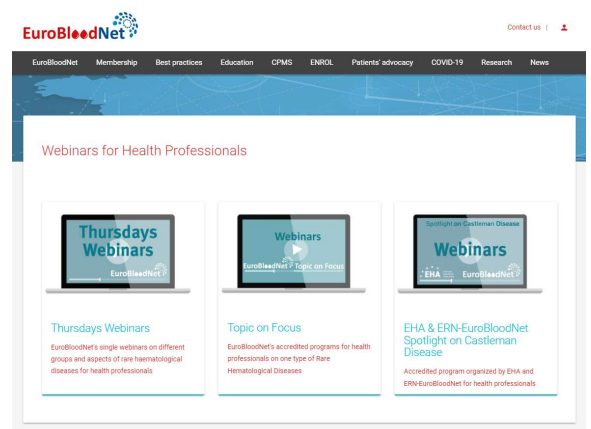 EuroBloodNet
Contact us |
EuroBloodNet Membership Best practices Education CPMS ENROL Patients' advocacy COVID-19 Research News
Webinars for Health Professionals
Thursdays
Webinars
EuroBloodNet
Webinars
EuroBloodNet Topic on Focus
Spotlight on Castleman Disease
Webinars
EHA EuroBloodNet
Thursdays Webinars
EuroBloodNet's single webinars on different
groups and aspects of rare haematological
diseases for health professionals
Topic on Focus
EuroBloodNet's accredited programs for health
professionals on one type of Rare
Hematological Diseases
EHA & ERN-EuroBloodNet
Spotlight on Castleman
Disease
Accredited program organized by EHA and
ERN-EuroBloodNet for health professionals